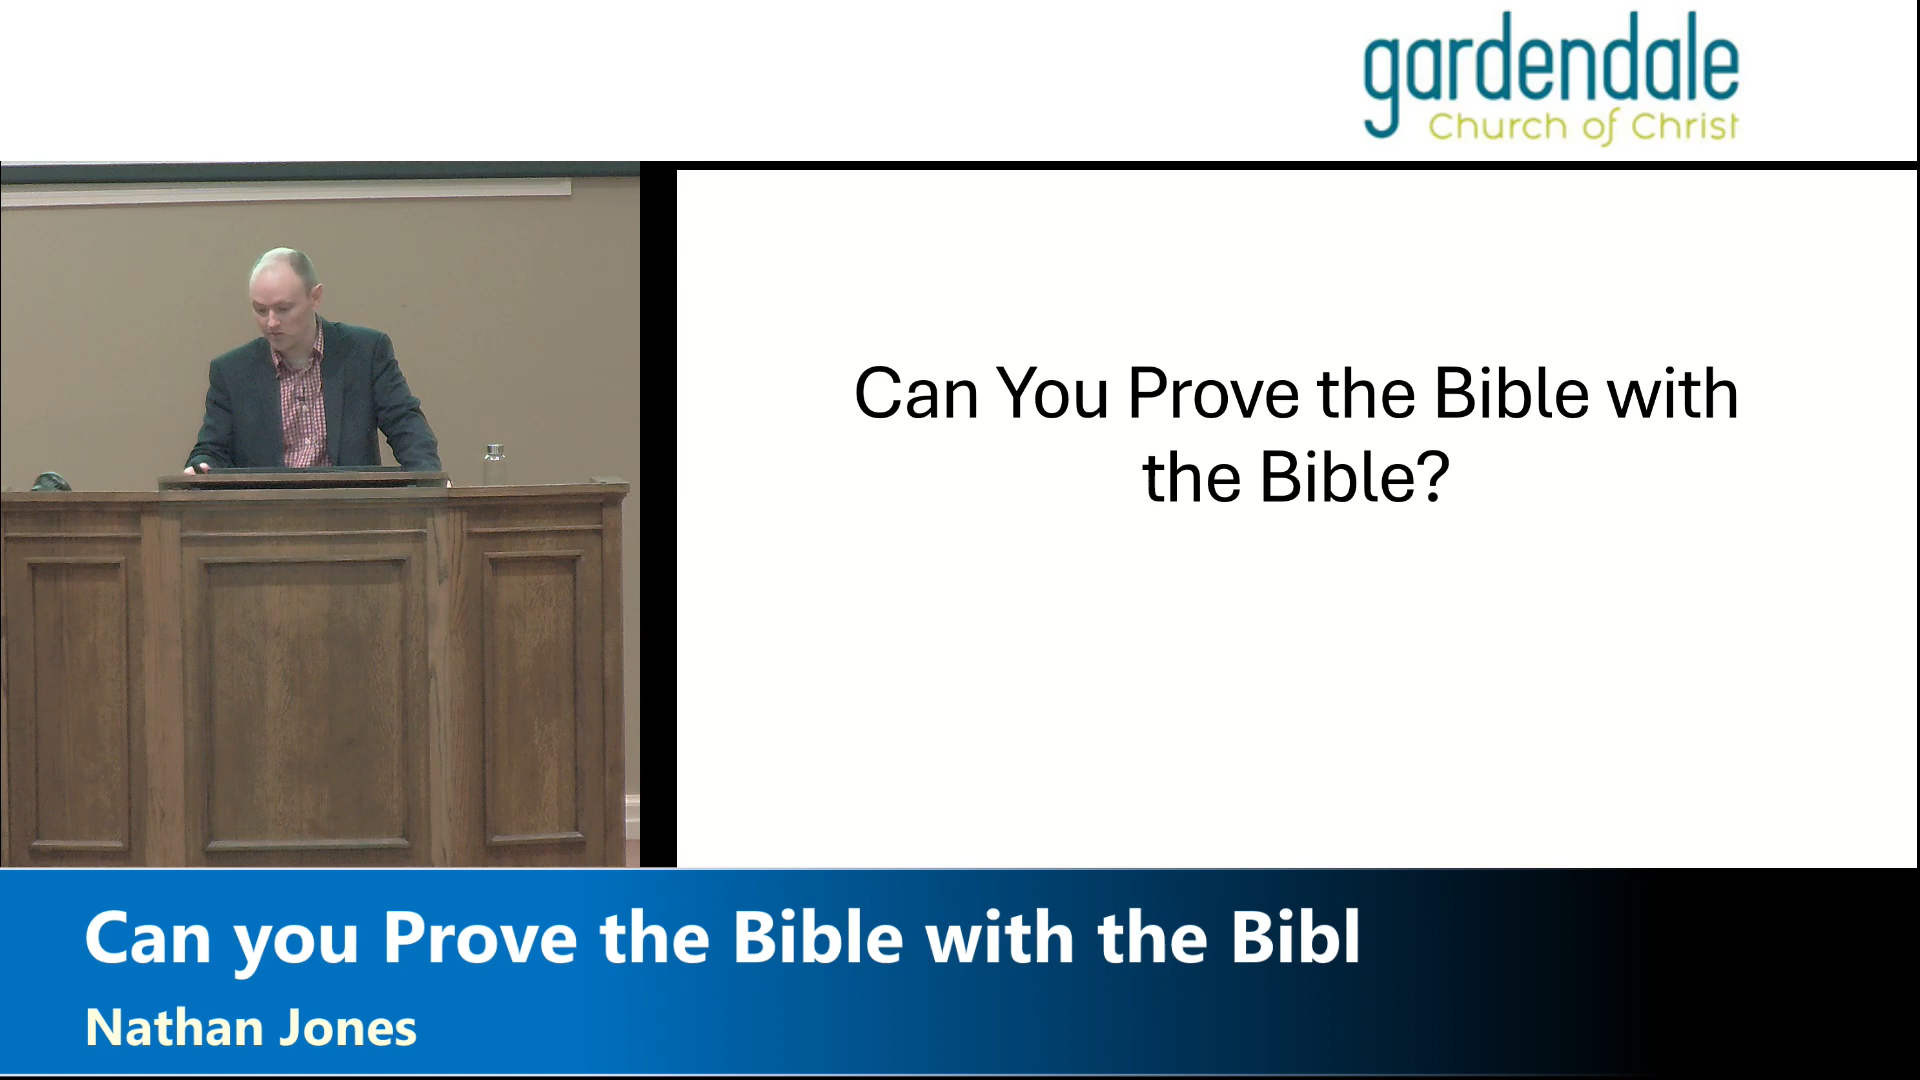 gardendale
Church of Christ
Can You Prove the Bible with
the Bible?
Can you Prove the Bible with the Bibl
Nathan Jones